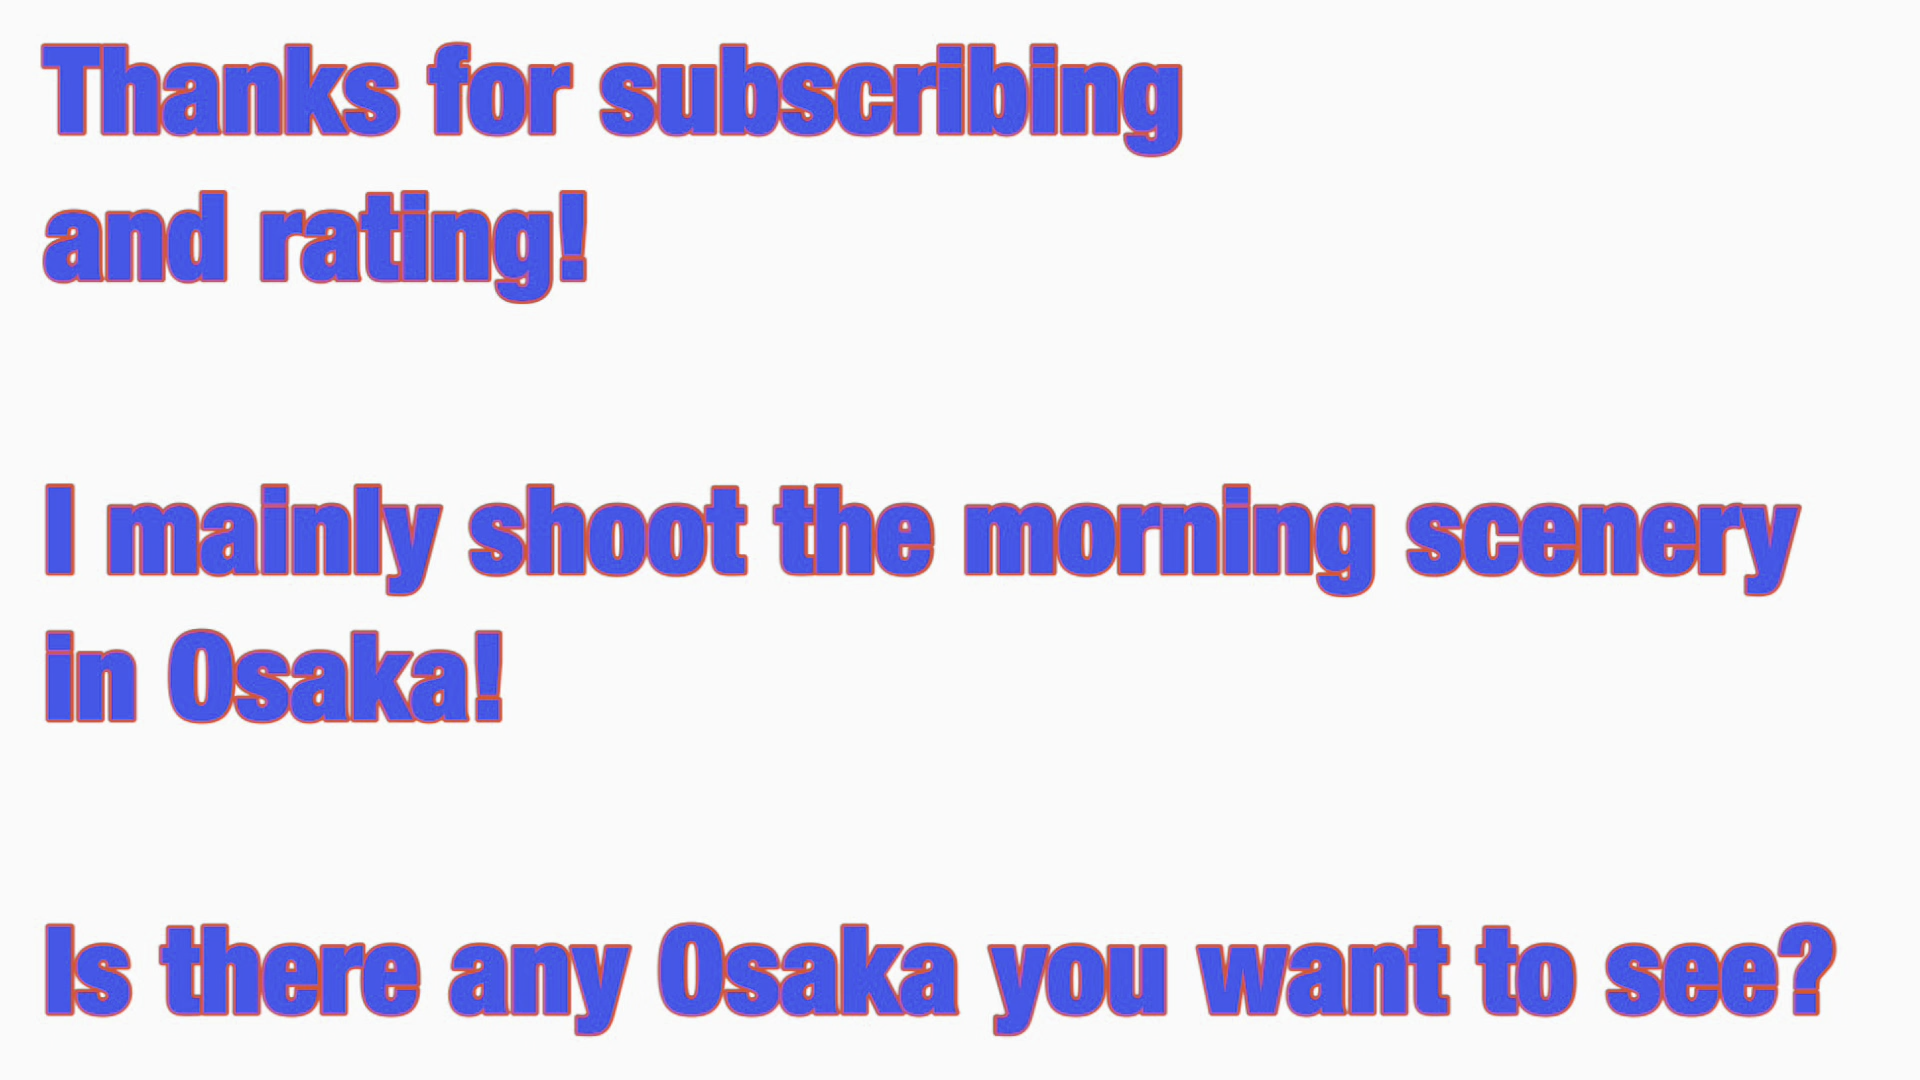 Thanks for subscribing
and rating!
I mainly shoot the morning scenery
in Osaka!
Is there any Osaka you want to see?